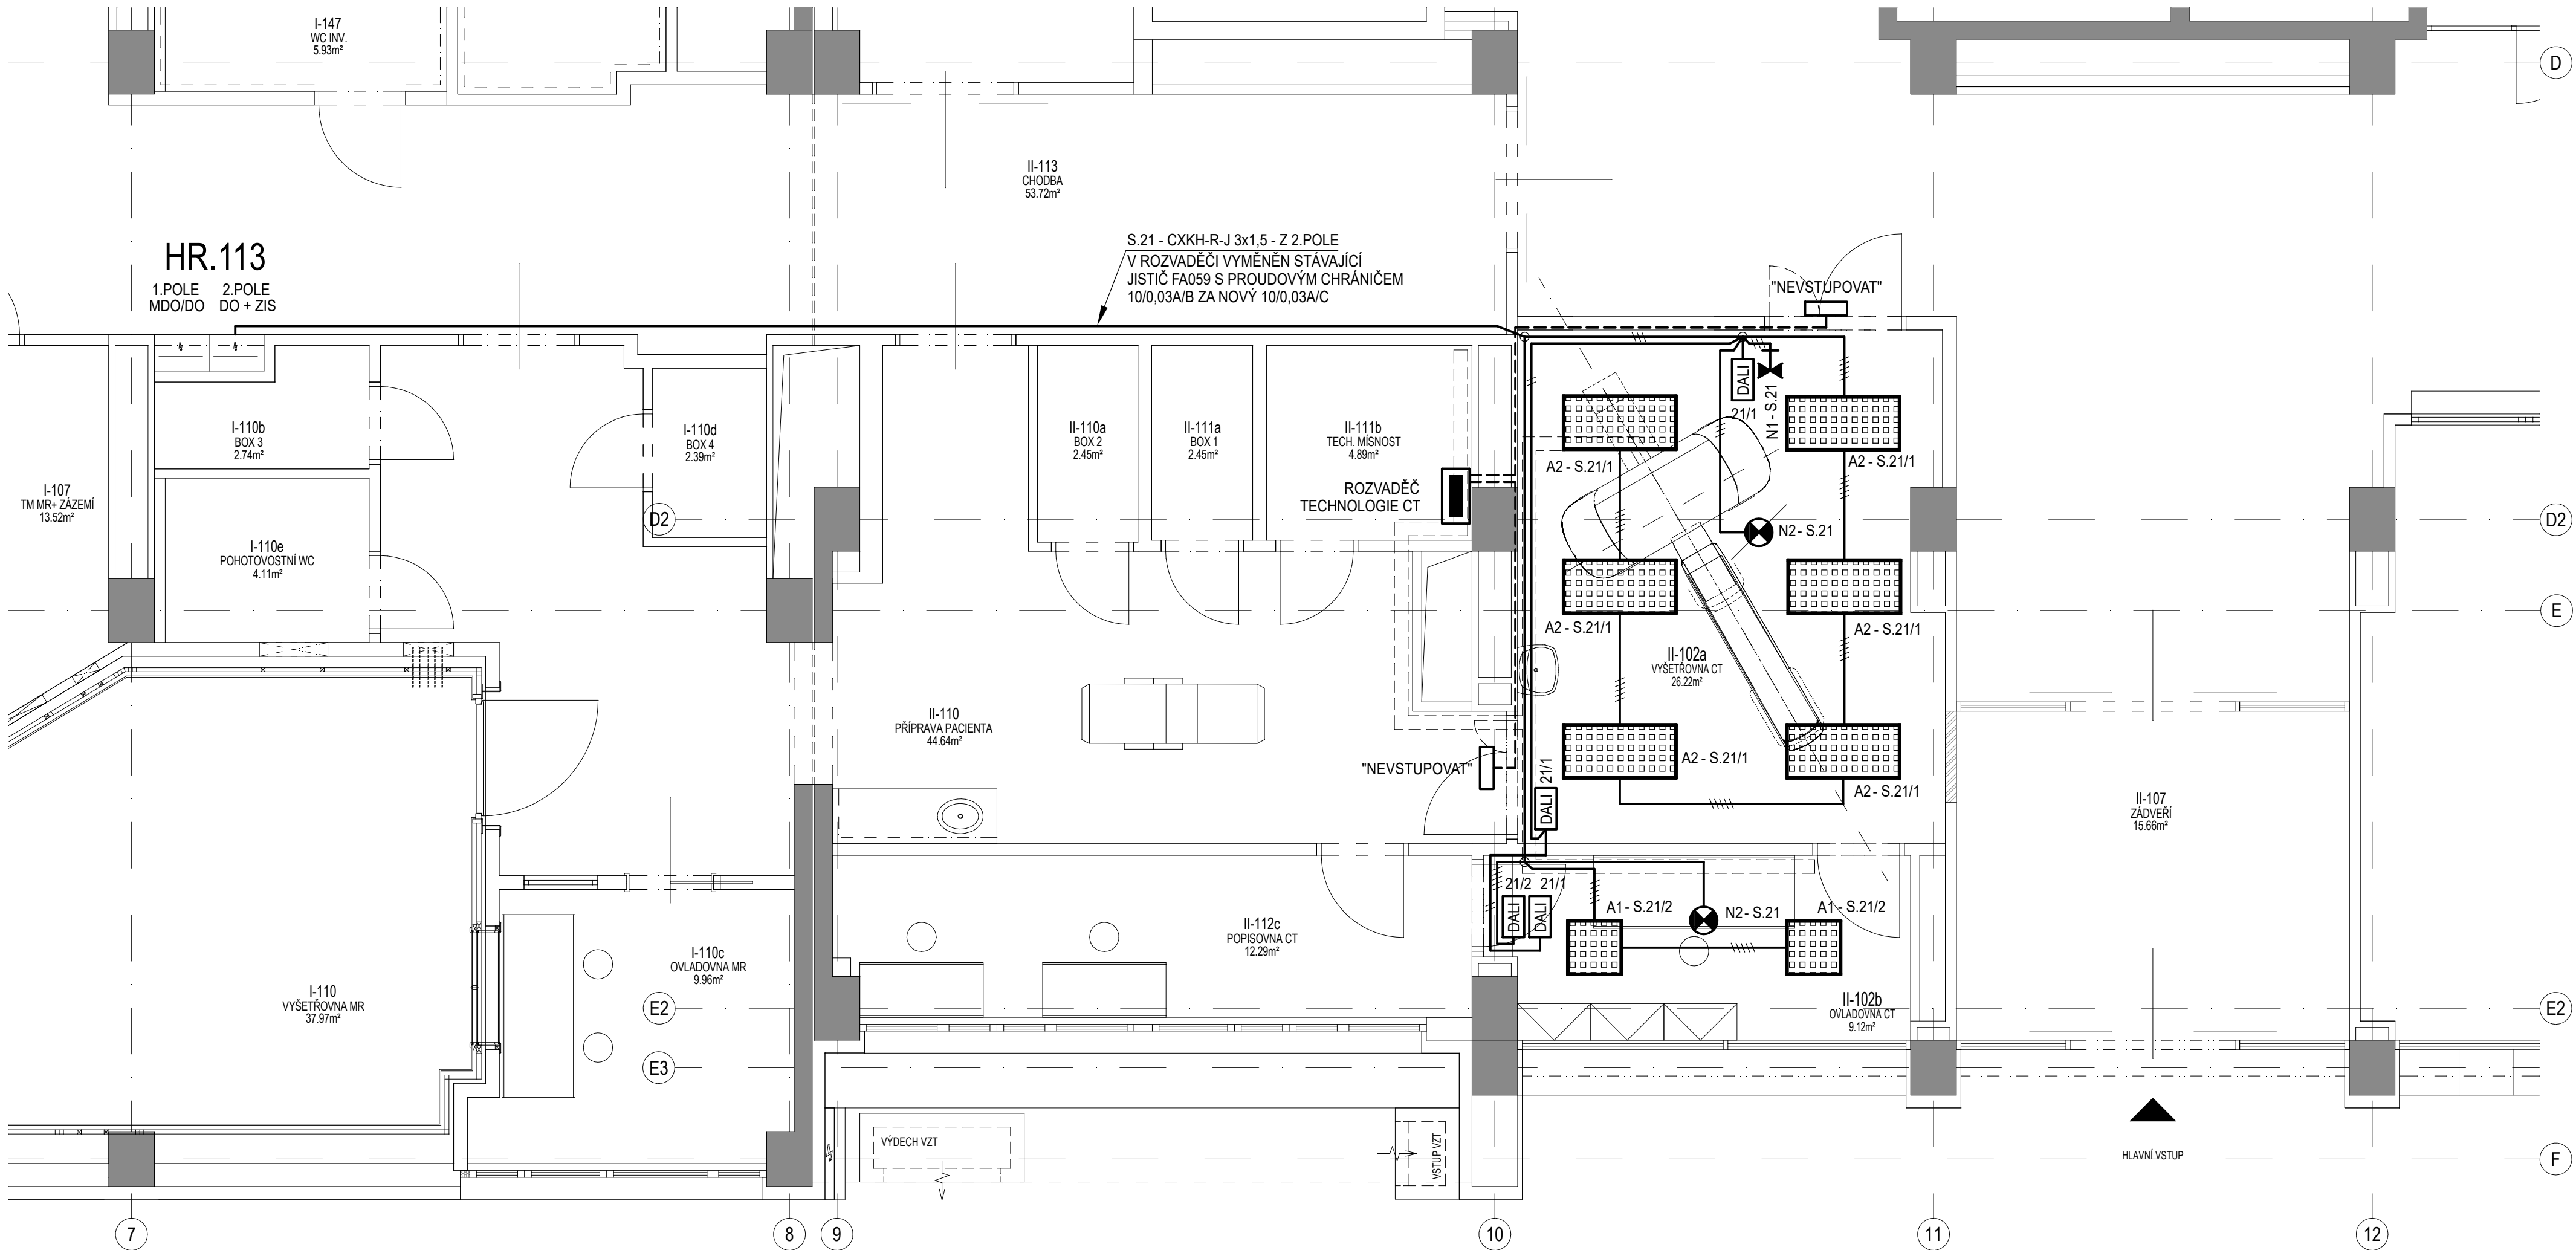 I-147
WC INV.
5.93m²
D
II-113
CHODBA
53.72m²
HR.113
1.POLE
MDO/DO
2.POLE
DO + ZIS
S.21 - CXKH-R-J 3x1,5 - Z 2.POLE
V ROZVADĚČI VYMĚNĚN STÁVAJÍCÍ
JISTIČ FA059 S PROUDOVÝM CHRÁNIČEM
10/0,03A/B ZA NOVÝ 10/0,03A/C
"NEVSTUPOVAT"
DALI
21/1
N1 - S.21
I-110b
BOX 3
2.74m²
I-110d
BOX 4
2.39m²
II-110a
BOX 2
2.45m²
II-111a
BOX 1
2.45m²
II-111b
TECH. MÍSNOST
4.89m²
A2 - S.21/1
A2 - S.21/1
I-107
TM MR+ ZÁZEMÍ
13.52m²
ROZVADĚČ
TECHNOLOGIE CT
D2
N2 - S.21
D2
I-110e
POHOTOVOSTNÍ WC
4.11m²
E
A2 - S.21/1
A2 - S.21/1
II-102a
VYŠETŘOVNA CT
26.22m²
II-110
PŘÍPRAVA PACIENTA
44.64m²
A2 - S.21/1
"NEVSTUPOVAT"
DALI
21/1
A2 - S.21/1
II-107
ZÁDVEŘÍ
15.66m²
21/2
21/1
DALI
DALI
A1 - S.21/2
N2 - S.21
A1 - S.21/2
II-112c
POPISOVNA CT
12.29m²
I-110c
OVLADOVNA MR
9.96m²
I-110
VYŠETŘOVNA MR
37.97m²
E2
II-102b
OVLADOVNA CT
9.12m²
E2
E3
VÝDECH VZT
VSTUP VZT
HLAVNÍ VSTUP
F
7
8
9
10
11
12